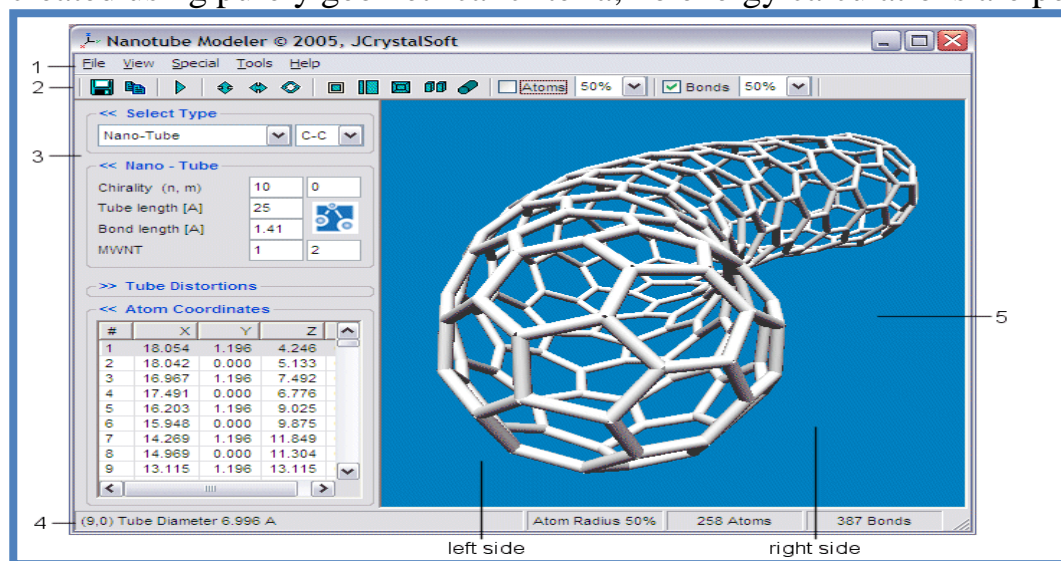 Nanotube Modeler © 2005, JCrystalSoft
1
File View Special Tools Help
2
Atoms 50% Bonds 50%
<< Select Type
Nano-Tube C-C
3
<< Nano - Tube
Chirality (n, m) 10 0
Tube length [A] 25
Bond length [A] 1.41
MWNT 1 2
>> Tube Distortions
<< Atom Coordinates
# X Y Z
1 18.054 1.196 4.246
2 18.042 0.000 5.133
3 16.967 1.196 7.492
4 17.491 0.000 6.776
5 16.203 1.196 9.025
6 15.948 0.000 9.875
7 14.269 1.196 11.849
8 14.969 0.000 11.304
9 13.115 1.196 13.115
5
4
(9,0) Tube Diameter 6.996 A Atom Radius 50% 258 Atoms 387 Bonds
left side right side